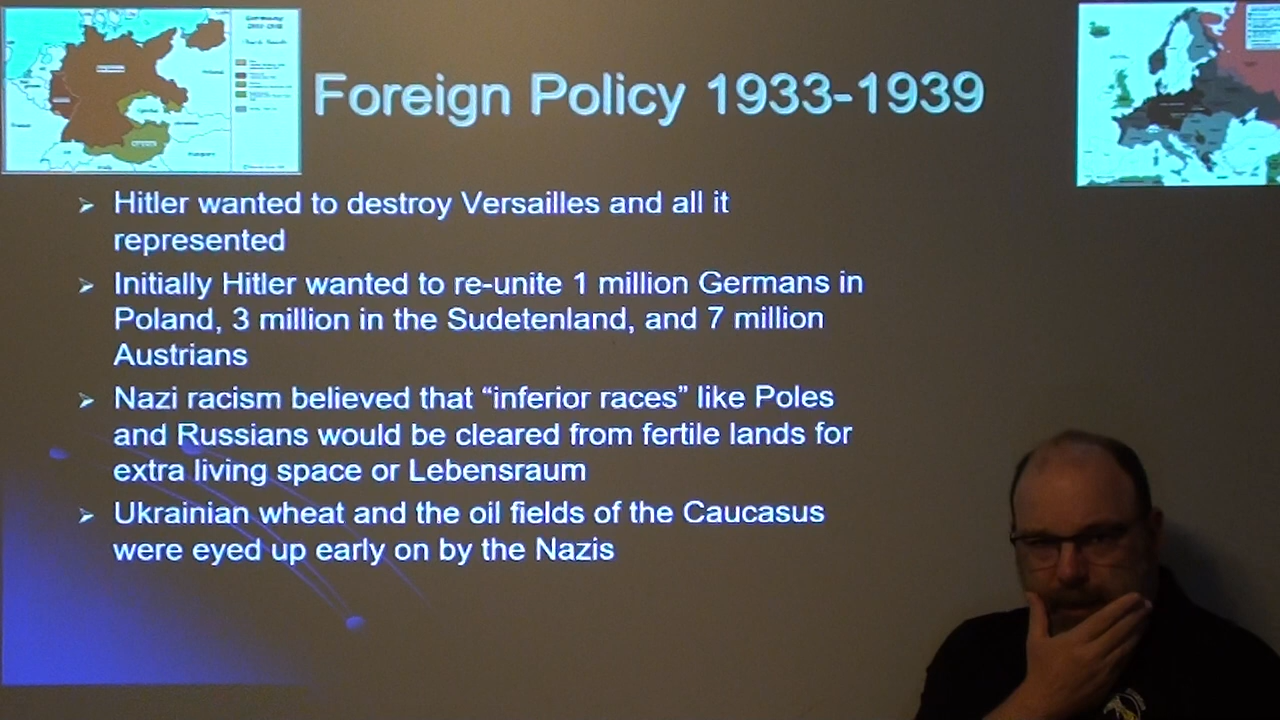 Foreign Policy 1933-1939
Hitler wanted to destroy Versailles and all it
represented
Initially Hitler wanted to re-unite 1 million Germans in
Poland, 3 million in the Sudetenland, and 7 million
Austrians
Nazi racism believed that “inferior races” like Poles
and Russians would be cleared from fertile lands for
extra living space or Lebensraum
Ukrainian wheat and the oil fields of the Caucasus
were eyed up early on by the Nazis